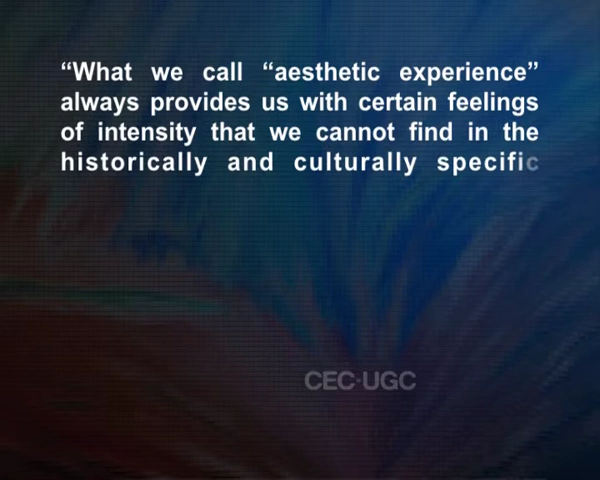 “What we call “aesthetic experience”
always provides us with certain feelings
of intensity that we cannot find in the
historically and culturally specific
CEC-UGC